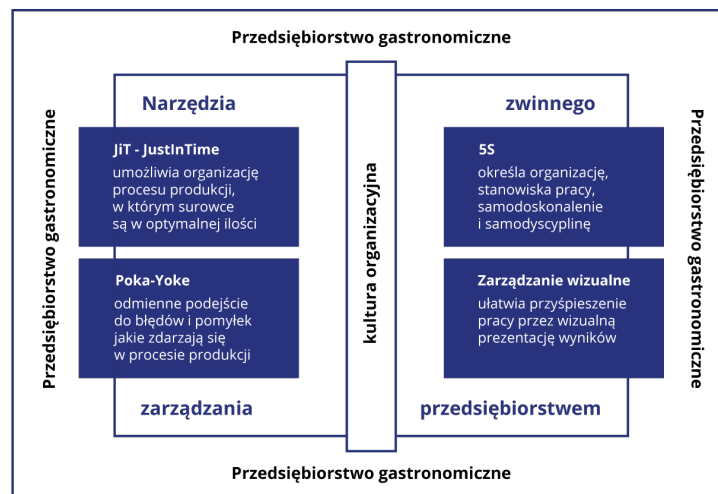 Przedsiębiorstwo gastronomiczne
Przedsiębiorstwo gastronomiczne
Narzędzia
zwinnego
JiT - JustInTime
umożliwia organizację
procesu produkcji,
w którym surowce
są w optymalnej ilości
5S
określa organizację,
stanowiska pracy,
samodoskonalenie
i samodyscyplinę
kultura organizacyjna
Poka-Yoke
odmienne podejście
do błędów i pomyłek
jakie zdarzają się
w procesie produkcji
Zarządzanie wizualne
ułatwia przyśpieszenie
pracy przez wizualną
prezentację wyników
zarządzania
przedsiębiorstwem
Przedsiębiorstwo gastronomiczne
Przedsiębiorstwo gastronomiczne